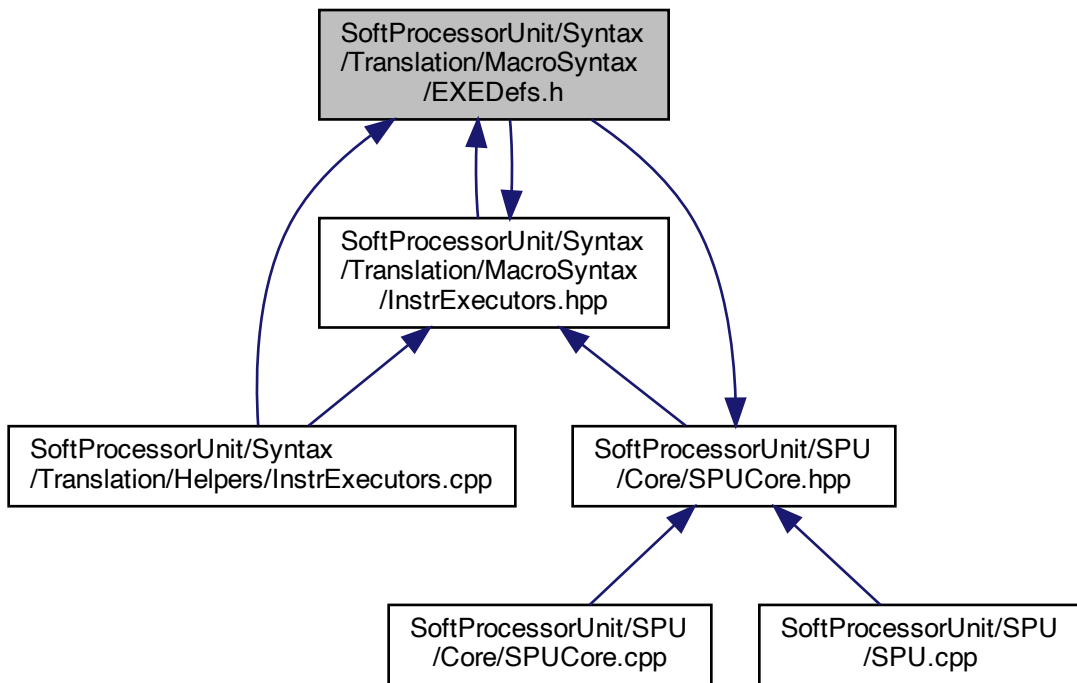 SoftProcessorUnit/Syntax
/Translation/MacroSyntax
/EXEDefs.h
SoftProcessorUnit/Syntax
/Translation/MacroSyntax
/InstrExecutors.hpp
SoftProcessorUnit/Syntax
/Translation/Helpers/InstrExecutors.cpp
SoftProcessorUnit/SPU
/Core/SPUCore.hpp
SoftProcessorUnit/SPU
/Core/SPUCore.cpp
SoftProcessorUnit/SPU
/SPU.cpp